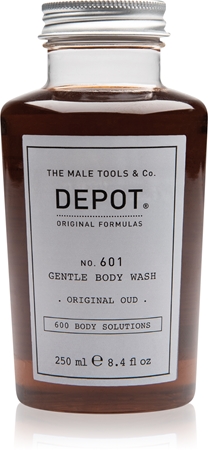 THE MALE TOOLS & Co.
DEPOT®
ORIGINAL FORMULAS
NO. 601
GENTLE BODY WASH
. ORIGINAL OUD .
600 BODY SOLUTIONS
250 ml ℮ 8.4 fl oz